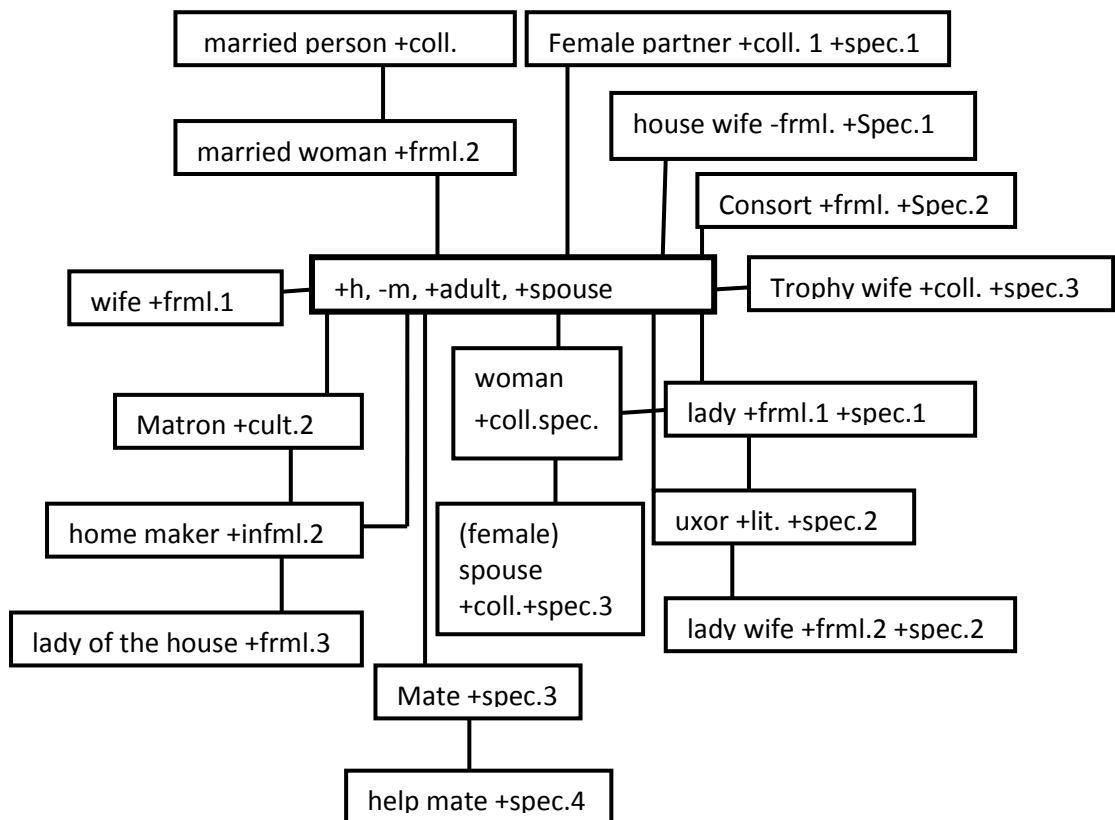 married person +coll.
Female partner +coll. 1 +spec.1
house wife -frml. +Spec.1
married woman +frml.2
Consort +frml. +Spec.2
wife +frml.1
+h, -m, +adult, +spouse
Trophy wife +coll. +spec.3
woman
+coll.spec.
Matron +cult.2
lady +frml.1 +spec.1
home maker +infml.2
(female)
spouse
+coll.+spec.3
uxor +lit. +spec.2
lady of the house +frml.3
lady wife +frml.2 +spec.2
Mate +spec.3
help mate +spec.4